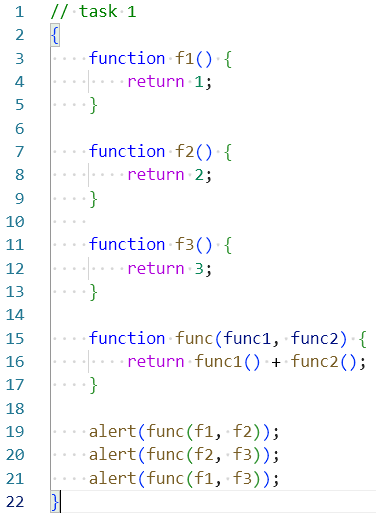 1 // task 1
2 {
3     function f1() {
4         return 1;
5     }
6
7     function f2() {
8         return 2;
9     }
10
11     function f3() {
12         return 3;
13     }
14
15     function func(func1, func2) {
16         return func1() + func2();
17     }
18
19     alert(func(f1, f2));
20     alert(func(f2, f3));
21     alert(func(f1, f3));
22 }